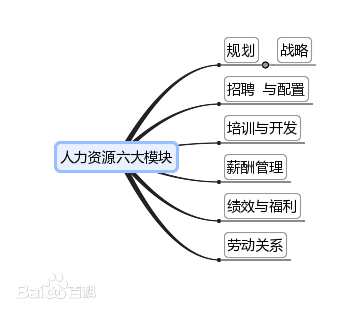 规划 战略
招聘 与配置
培训与开发
人力资源六大模块
薪酬管理
绩效与福利
劳动关系
Baidu百科